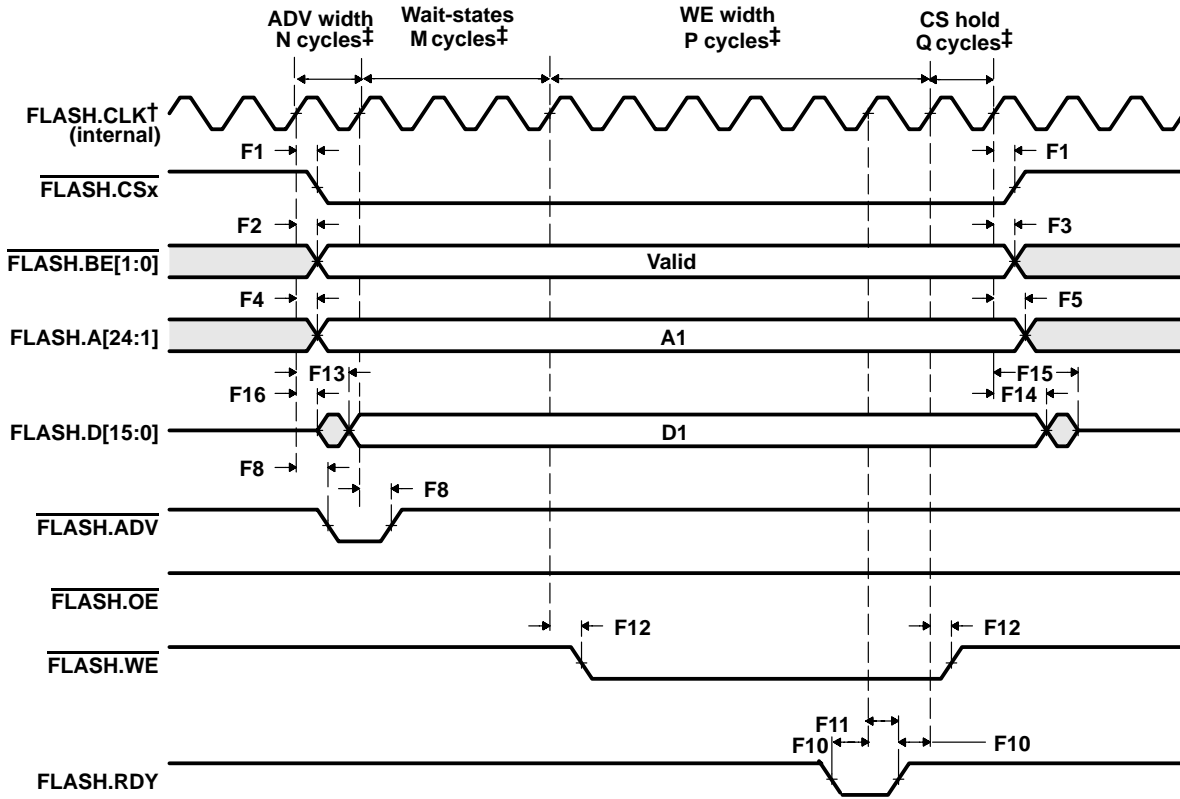 ADV width
N cycles‡
Wait-states
M cycles‡
WE width
P cycles‡
CS hold
Q cycles‡
FLASH.CLK†
(internal)
F1
F1
FLASH.CSx
F2
F3
FLASH.BE[1:0]
Valid
F4
F5
FLASH.A[24:1]
A1
F13
F15
F16
F14
FLASH.D[15:0]
D1
F8
F8
FLASH.ADV
FLASH.OE
F12
F12
FLASH.WE
F11
F10
F10
FLASH.RDY